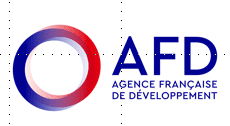 AFD
AGENCE FRANÇAISE
DE DÉVELOPPEMENT